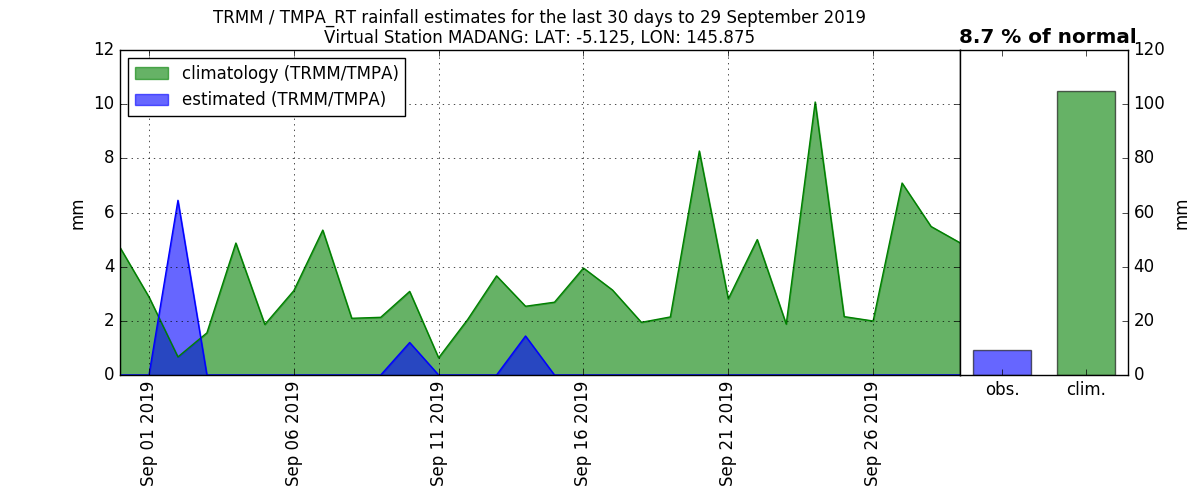 TRMM / TMPA_RT rainfall estimates for the last 30 days to 29 September 2019
Virtual Station MADANG: LAT: -5.125, LON: 145.875
8.7 % of normal
climatology (TRMM/TMPA)
estimated (TRMM/TMPA)
mm
12
10
8
6
4
2
0
Sep 01 2019
Sep 06 2019
Sep 11 2019
Sep 16 2019
Sep 21 2019
Sep 26 2019
obs.
clim.
120
100
80
60
40
20
0
mm